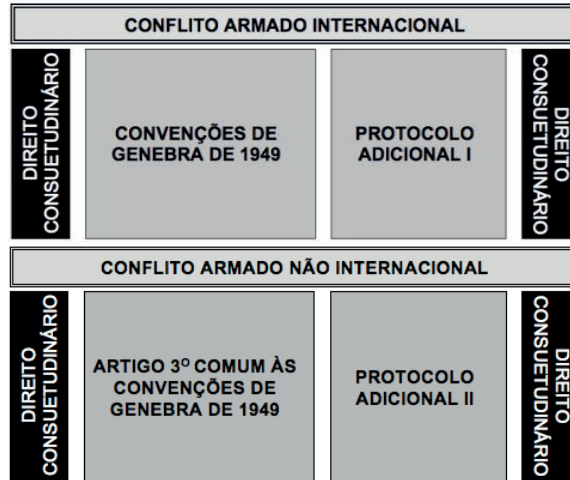 CONFLITO ARMADO INTERNACIONAL
DIREITO
CONSUETUDINÁRIO
CONVENÇÕES DE
GENEBRA DE 1949
PROTOCOLO
ADICIONAL I
DIREITO
CONSUETUDINÁRIO
CONFLITO ARMADO NÃO INTERNACIONAL
DIREITO
CONSUETUDINÁRIO
ARTIGO 3º COMUM ÀS
CONVENÇÕES DE
GENEBRA DE 1949
PROTOCOLO
ADICIONAL II
DIREITO
CONSUETUDINÁRIO